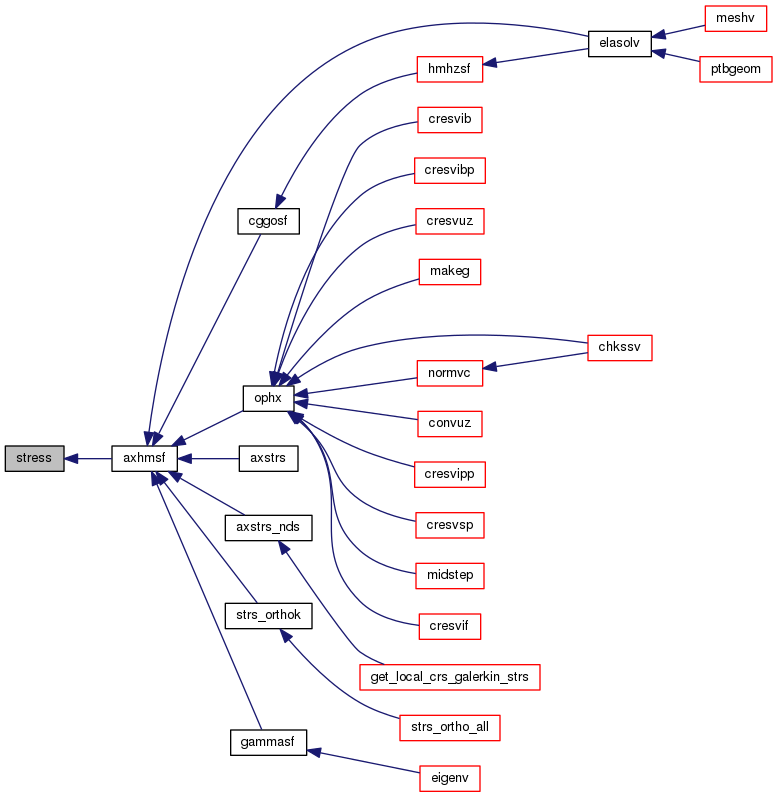 meshv
elasolv
ptbgeom
hmhzsf
cresvib
cresvibp
cggosf
cresvuz
makeg
chkssv
normvc
ophx
convuz
stress
axhmsf
axstrs
cresvipp
axstrs_nds
cresvsp
midstep
strs_orthok
cresvif
get_local_crs_galerkin_strs
strs_ortho_all
gammasf
eigenv